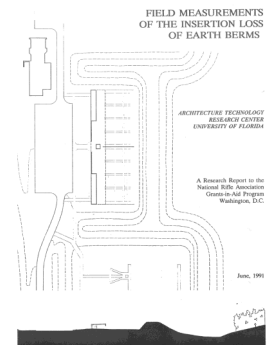 FIELD MEASUREMENTS
OF THE INSERTION LOSS
OF EARTH BERMS
ARCHITECTURE TECHNOLOGY
RESEARCH CENTER
UNIVERSITY OF FLORIDA
A Research Report to the
National Rifle Association
Grants-in-Aid Program
Washington, D.C.
June, 1991